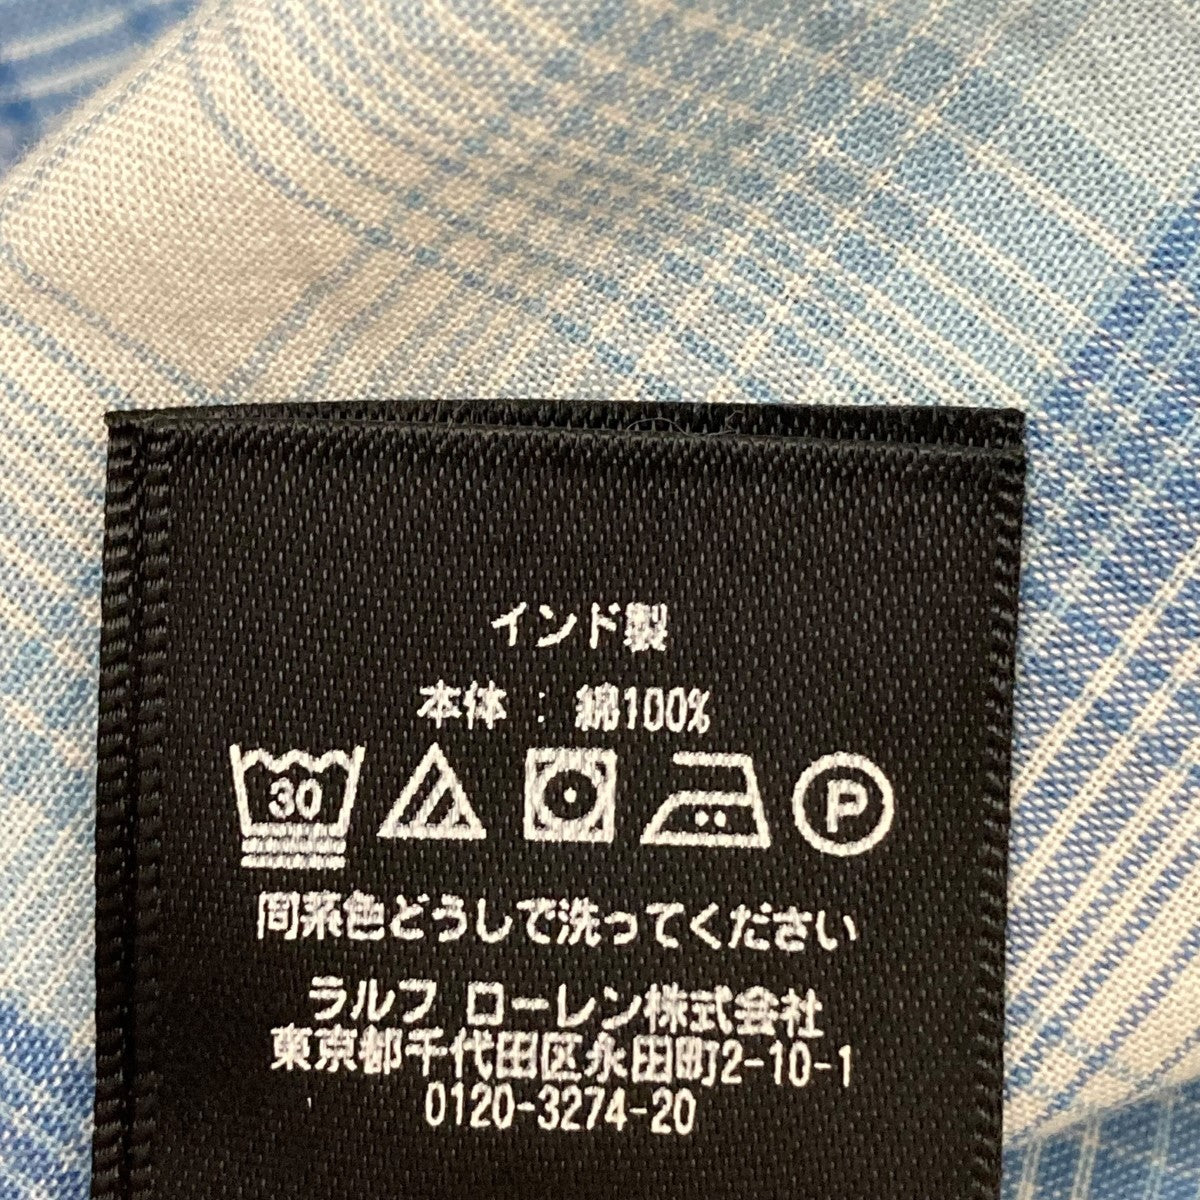 インド製
本体 : 綿100%
30 P
同系色どうしで洗ってください
ラルフ ローレン株式会社
東京都千代田区永田町2-10-1
0120-3274-20